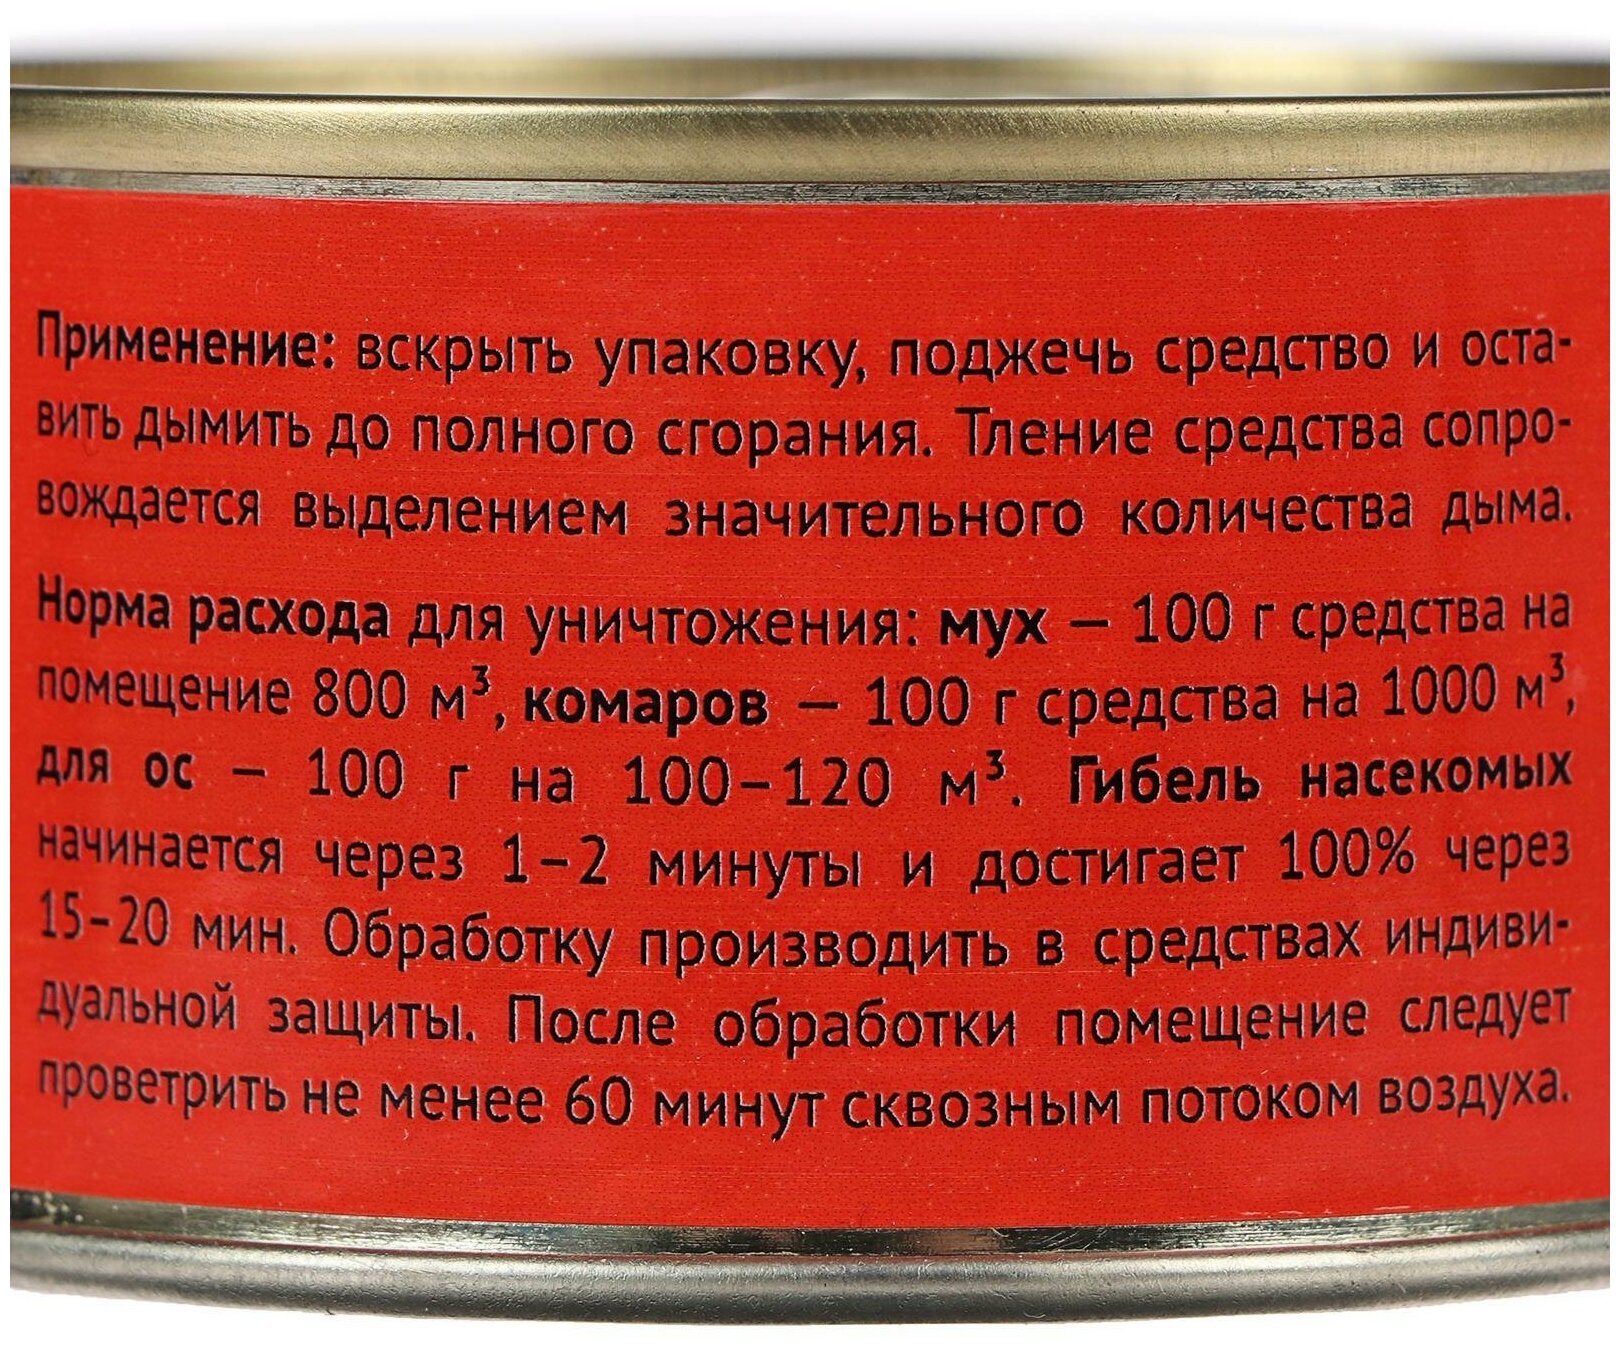 Применение: вскрыть упаковку, поджечь средство и оста-
вить дымить до полного сгорания. Тление средства сопро-
вождается выделением значительного количества дыма.
Норма расхода для уничтожения: мух — 100 г средства на
помещение 800 м³, комаров — 100 г средства на 1000 м³,
для ос — 100 г на 100–120 м³. Гибель насекомых
начинается через 1–2 минуты и достигает 100% через
15–20 мин. Обработку производить в средствах индиви-
дуальной защиты. После обработки помещение следует
проветрить не менее 60 минут сквозным потоком воздуха.